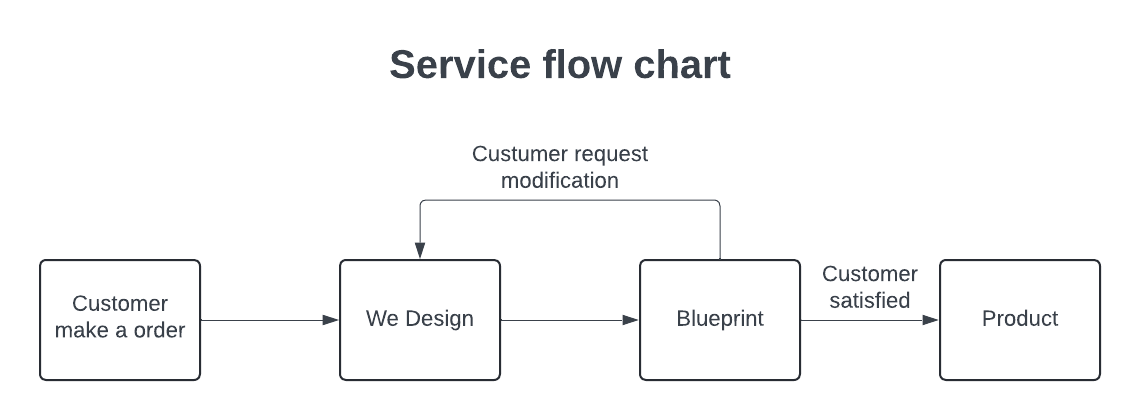 Service flow chart
Custumer request
modification
Customer
make a order
We Design
Blueprint
Customer
satisfied
Product